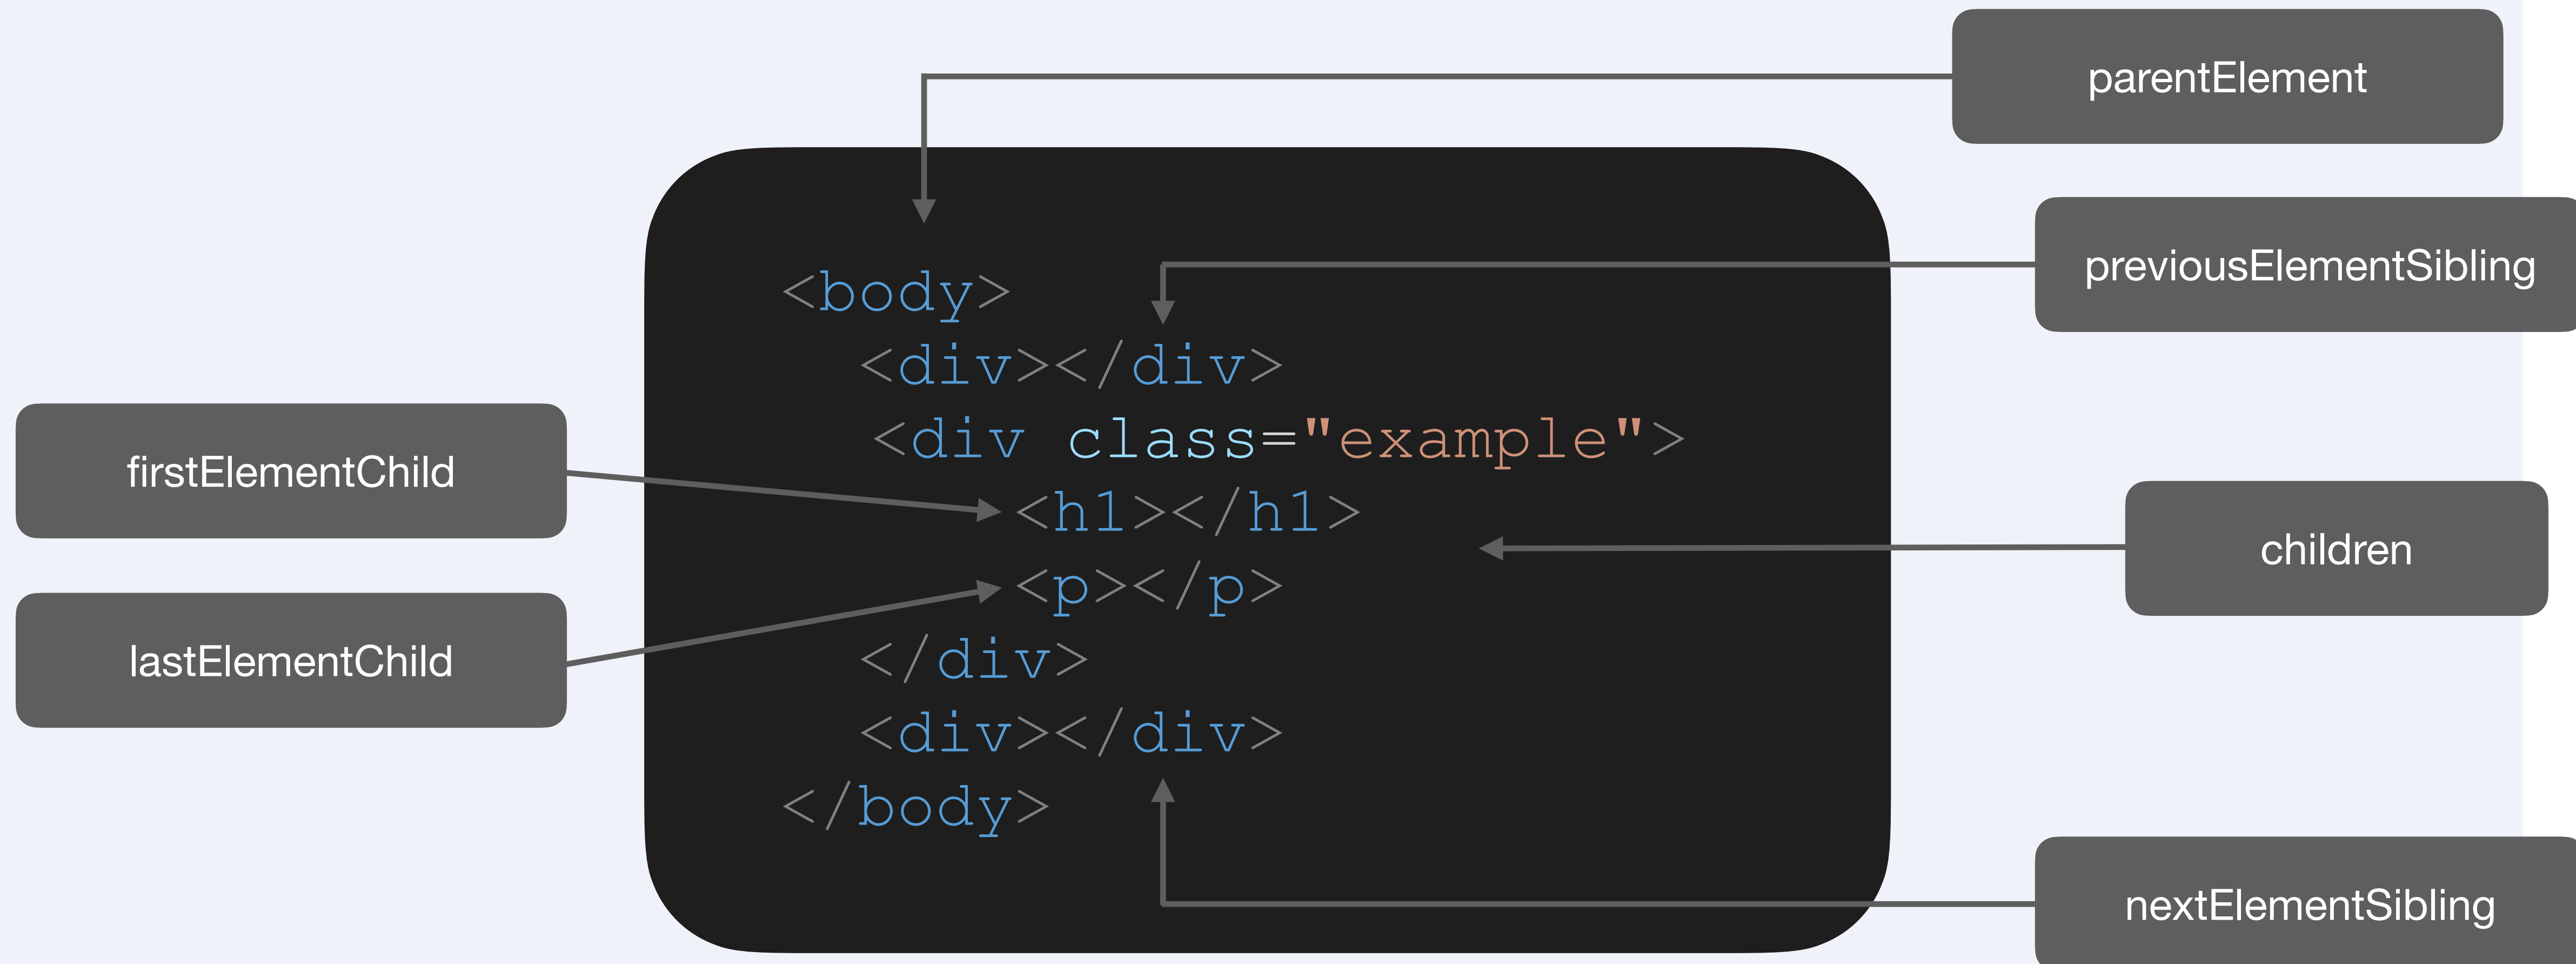 parentElement
previousElementSibling
<body>
<div></div>
<div class="example">
firstElementChild
<h1></h1>
children
<p></p>
lastElementChild
</div>
<div></div>
</body>
nextElementSibling